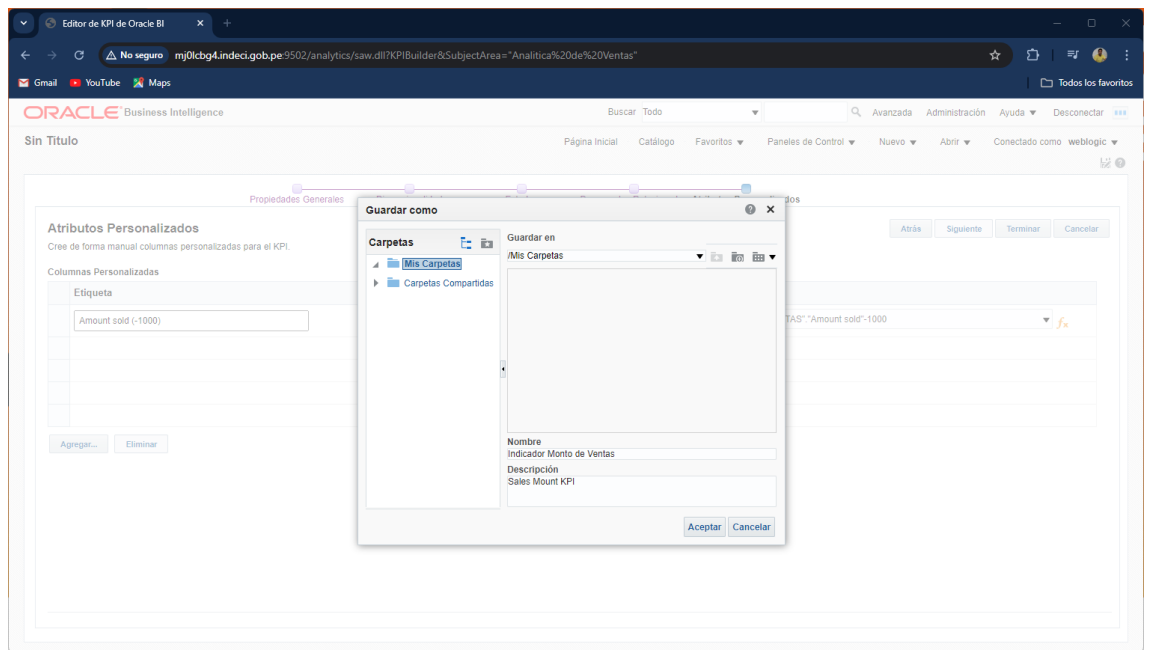 Editor de KPI de Oracle BI
No seguro mj0lcbg4.indeci.gob.pe:9502/analytics/saw.dll?KPIBuilder&SubjectArea="Analitica%20de%20Ventas"
Gmail YouTube Maps Todos los favoritos
ORACLE Business Intelligence Buscar Todo Avanzada Administración Ayuda Desconectar
Sin Titulo Página Inicial Catálogo Favoritos Paneles de Control Nuevo Abrir Conectado como weblogic
Propiedades Generales
Guardar como
Atributos Personalizados Atrás Siguiente Terminar Cancelar
Cree de forma manual columnas personalizadas para el KPI.
Carpetas
Mis Carpetas
Carpetas Compartidas
Guardar en
/Mis Carpetas
Columnas Personalizadas
Etiqueta
Amount sold (-1000)
TAS"."Amount sold"-1000
fx
Agregar... Eliminar
Nombre
Indicador Monto de Ventas
Descripción
Sales Mount KPI
Aceptar Cancelar